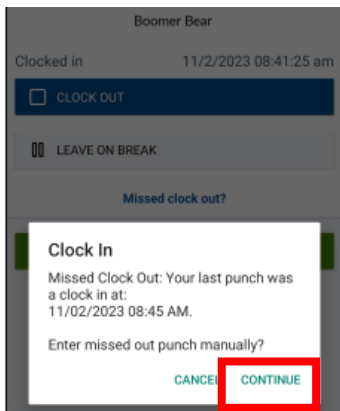 Boomer Bear
Clocked in 11/2/2023 08:41:25 am
CLOCK OUT
LEAVE ON BREAK
Missed clock out?
Clock In
Missed Clock Out: Your last punch was
a clock in at:
11/02/2023 08:45 AM.
Enter missed out punch manually?
CANCEL CONTINUE